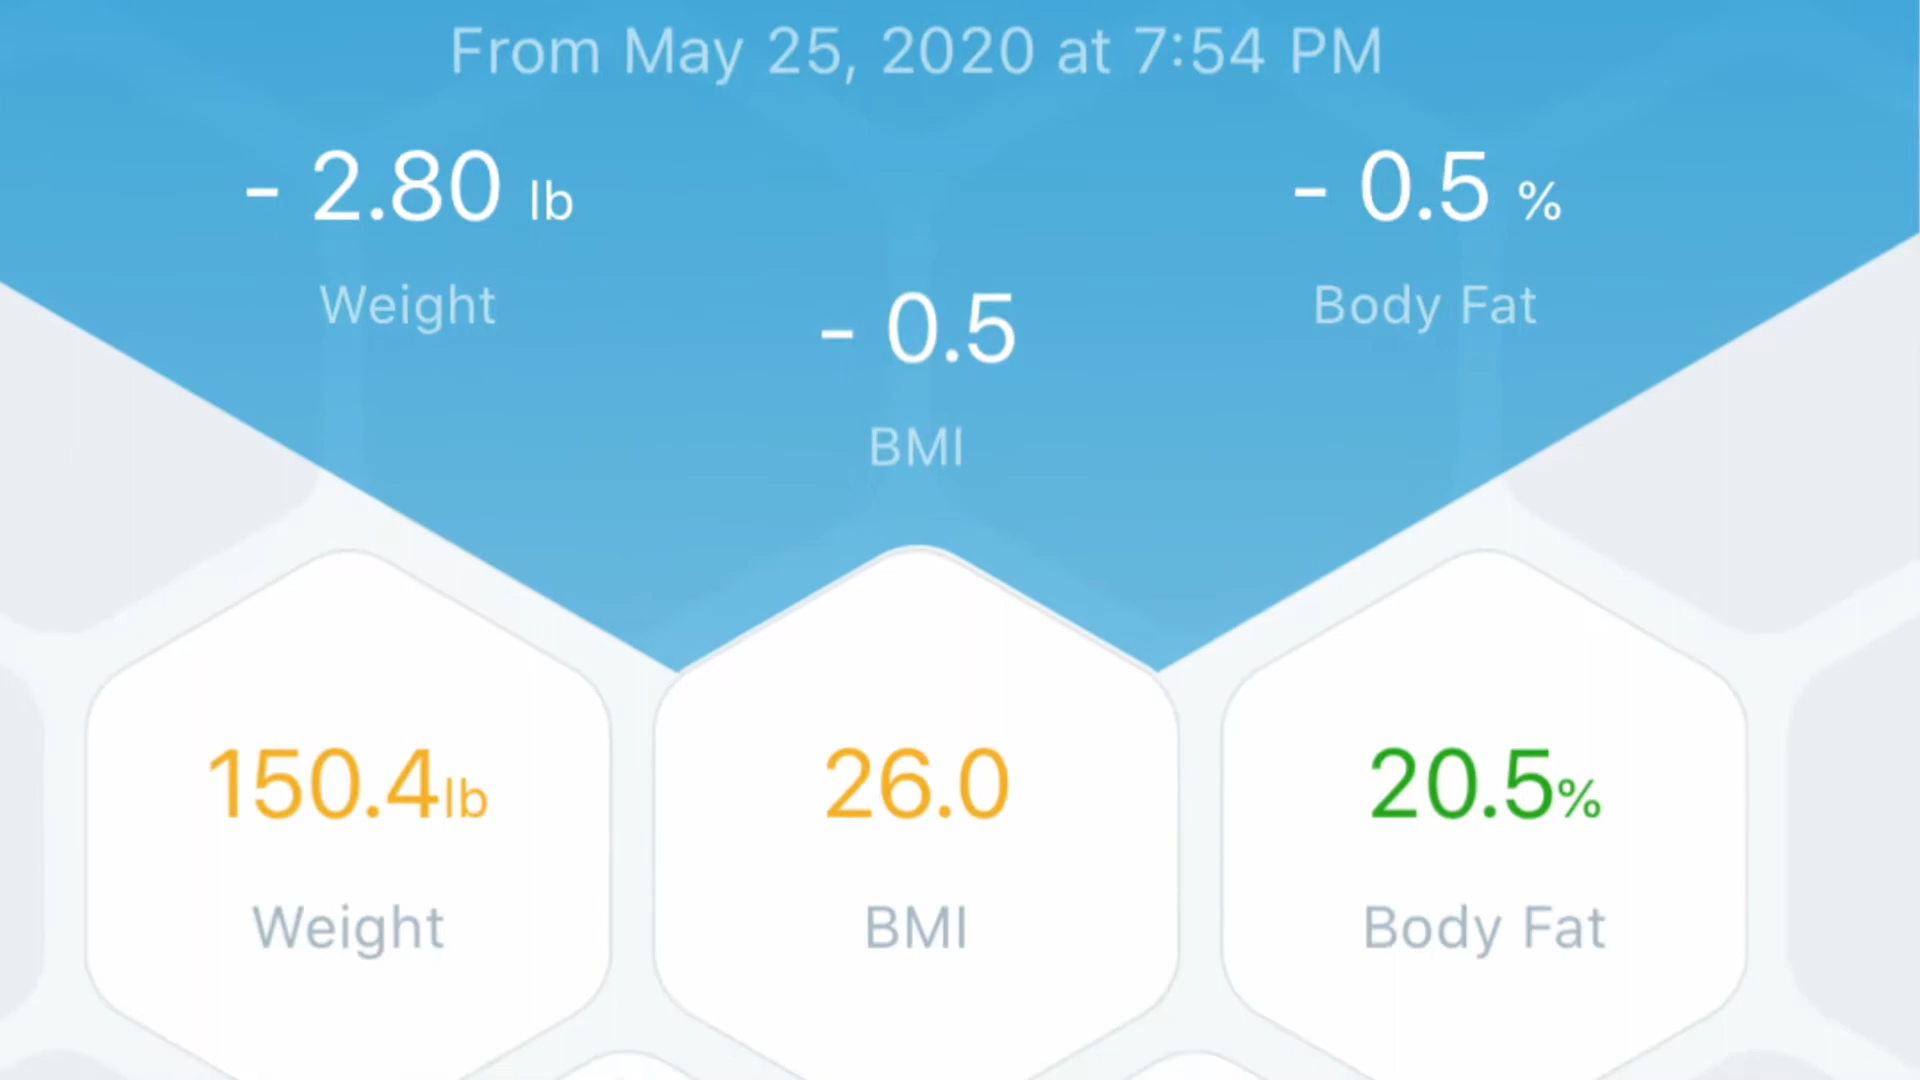 From May 25, 2020 at 7:54 PM
- 2.80 lb
Weight
- 0.5 %
Body Fat
- 0.5
BMI
150.4lb
Weight
26.0
BMI
20.5%
Body Fat